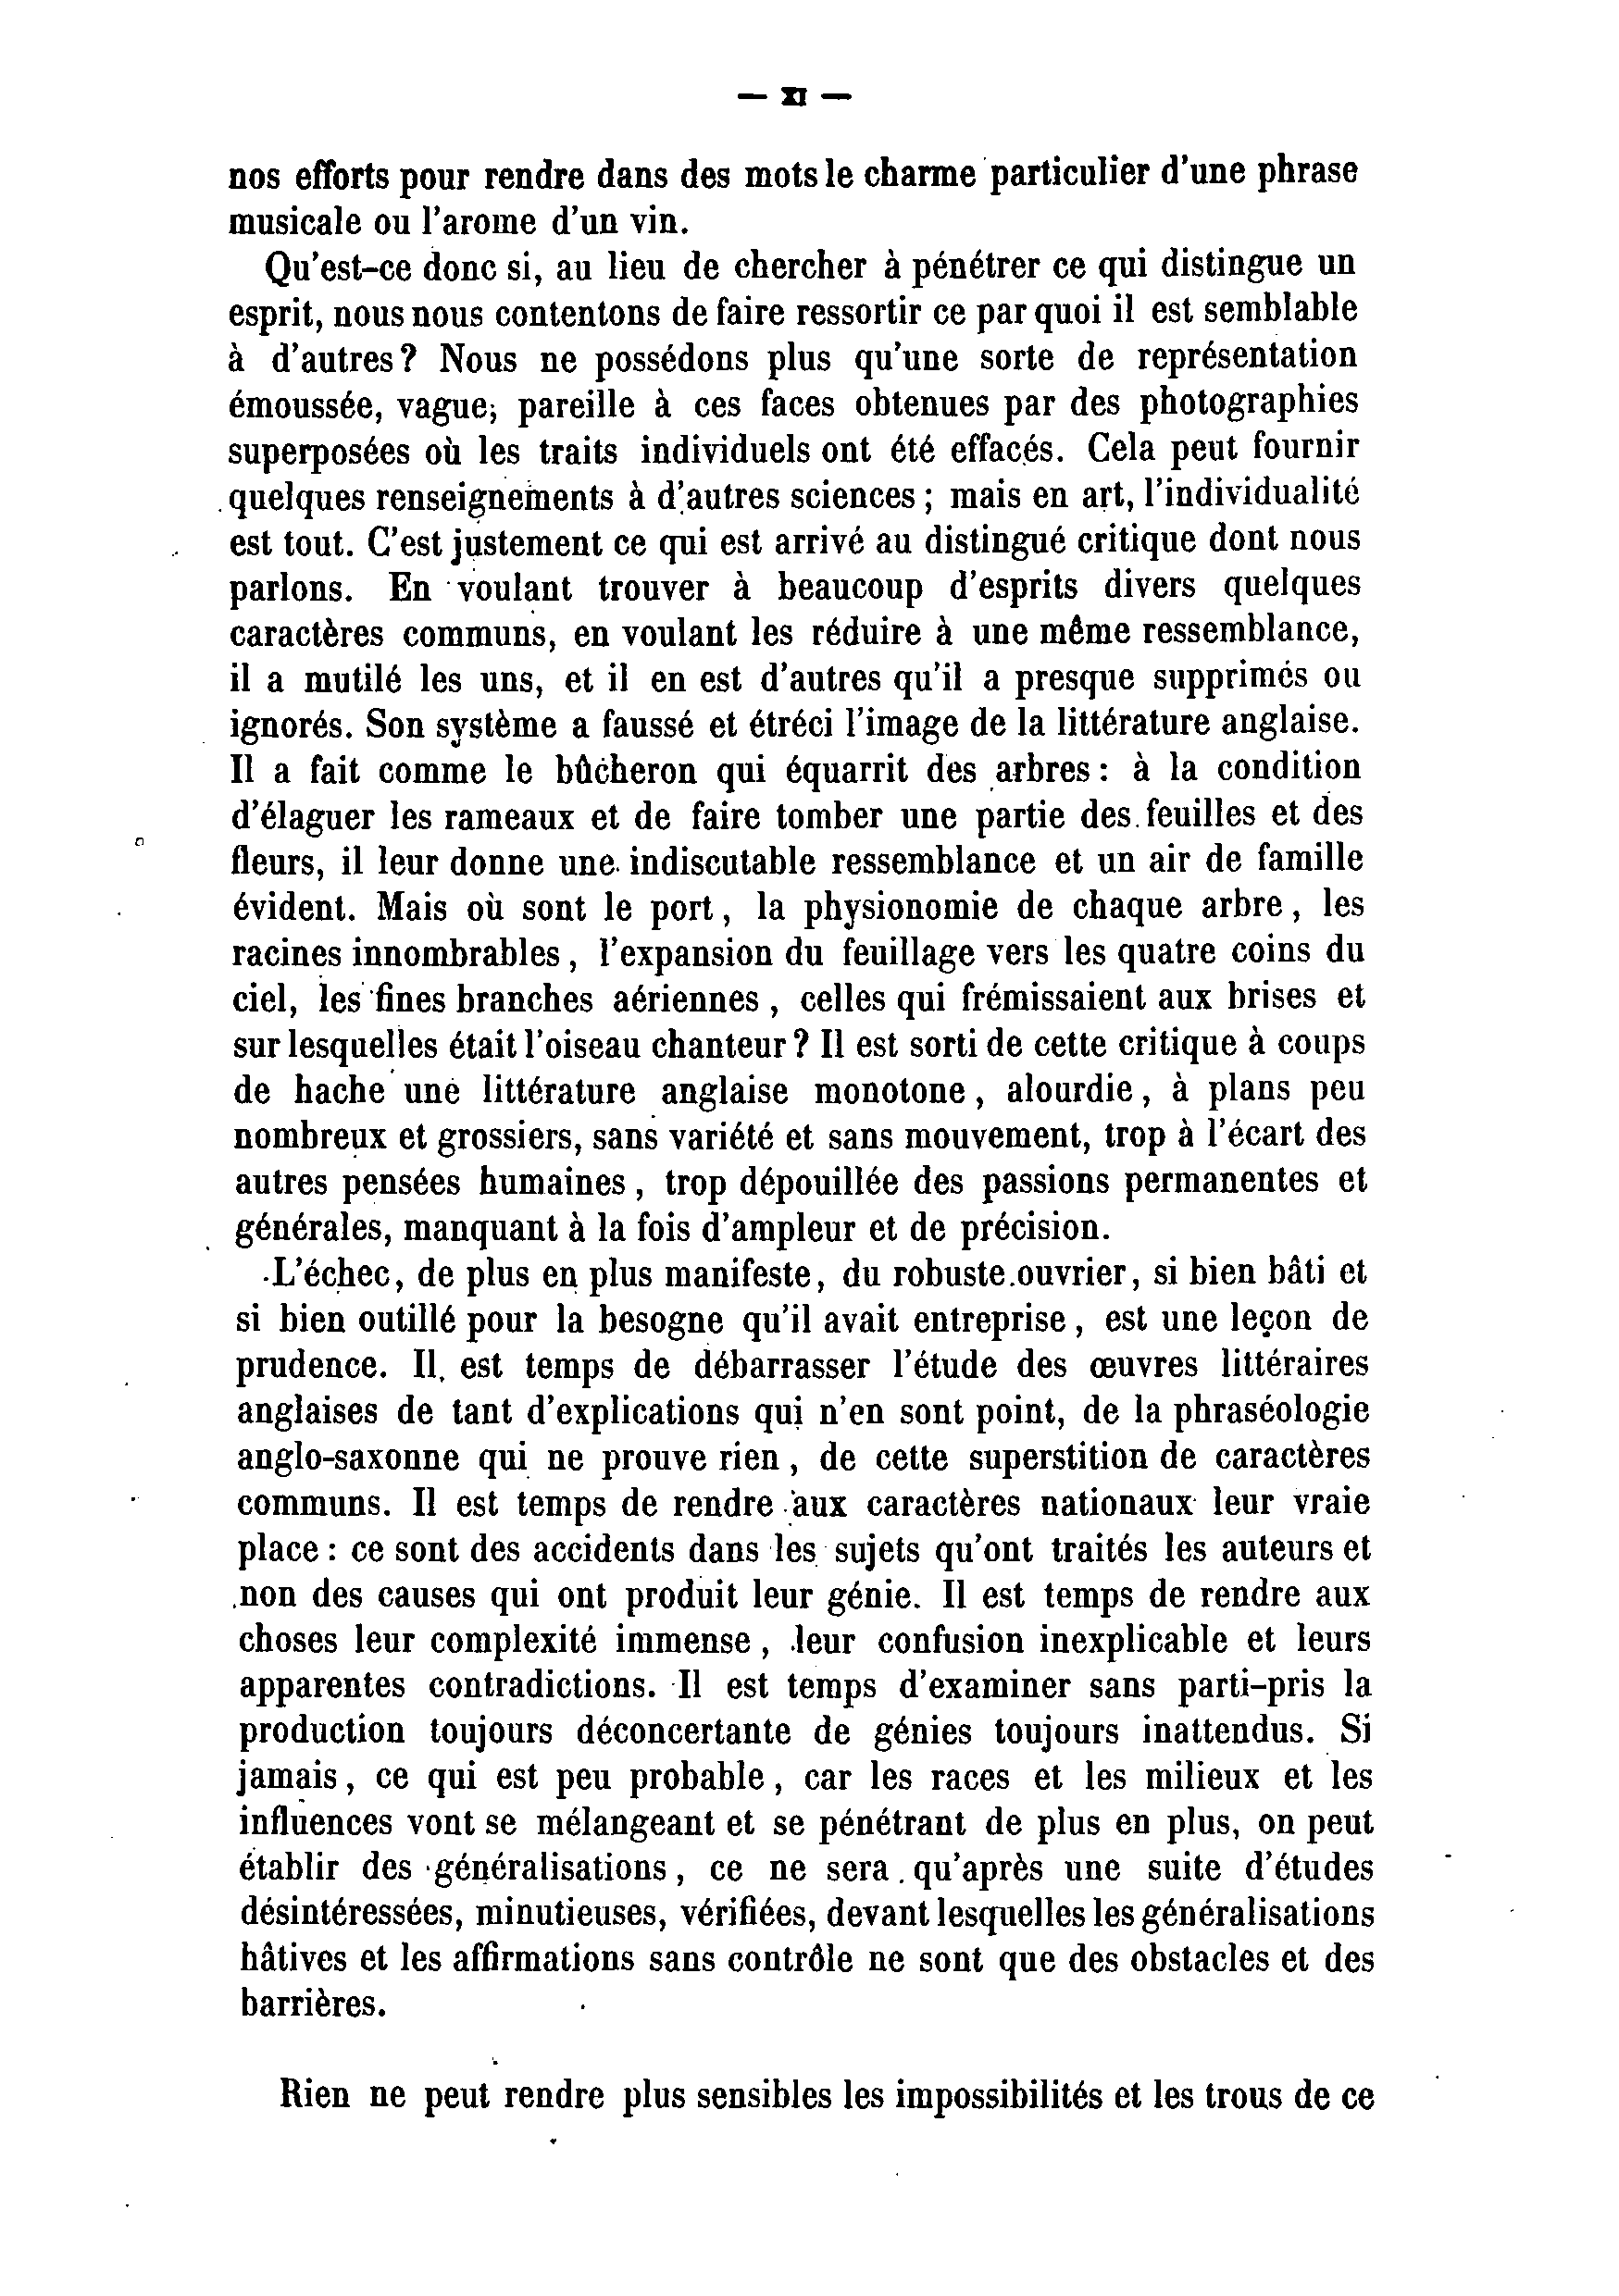 — XI —
nos efforts pour rendre dans des mots le charme particulier d'une phrase
musicale ou l'arome d'un vin.
Qu'est-ce donc si, au lieu de chercher à pénétrer ce qui distingue un
esprit, nous nous contentons de faire ressortir ce par quoi il est semblable
à d'autres ? Nous ne possédons plus qu'une sorte de représentation
émoussée, vague, pareille à ces faces obtenues par des photographies
superposées où les traits individuels ont été effacés. Cela peut fournir
quelques renseignements à d'autres sciences ; mais en art, l'individualité
est tout. C'est justement ce qui est arrivé au distingué critique dont nous
parlons. En voulant trouver à beaucoup d'esprits divers quelques
caractères communs, en voulant les réduire à une même ressemblance,
il a mutilé les uns, et il en est d'autres qu'il a presque supprimés ou
ignorés. Son système a faussé et étréci l'image de la littérature anglaise.
Il a fait comme le bûcheron qui équarrit des arbres : à la condition
d'élaguer les rameaux et de faire tomber une partie des feuilles et des
fleurs, il leur donne une indiscutable ressemblance et un air de famille
évident. Mais où sont le port, la physionomie de chaque arbre, les
racines innombrables, l'expansion du feuillage vers les quatre coins du
ciel, les fines branches aériennes, celles qui frémissaient aux brises et
sur lesquelles était l'oiseau chanteur ? Il est sorti de cette critique à coups
de hache une littérature anglaise monotone, alourdie, à plans peu
nombreux et grossiers, sans variété et sans mouvement, trop à l'écart des
autres pensées humaines, trop dépouillée des passions permanentes et
générales, manquant à la fois d'ampleur et de précision.
L'échec, de plus en plus manifeste, du robuste ouvrier, si bien bâti et
si bien outillé pour la besogne qu'il avait entreprise, est une leçon de
prudence. Il est temps de débarrasser l'étude des œuvres littéraires
anglaises de tant d'explications qui n'en sont point, de la phraséologie
anglo-saxonne qui ne prouve rien, de cette superstition de caractères
communs. Il est temps de rendre aux caractères nationaux leur vraie
place : ce sont des accidents dans les sujets qu'ont traités les auteurs et
non des causes qui ont produit leur génie. Il est temps de rendre aux
choses leur complexité immense, leur confusion inexplicable et leurs
apparentes contradictions. Il est temps d'examiner sans parti-pris la
production toujours déconcertante de génies toujours inattendus. Si
jamais, ce qui est peu probable, car les races et les milieux et les
influences vont se mélangeant et se pénétrant de plus en plus, on peut
établir des généralisations, ce ne sera qu'après une suite d'études
désintéressées, minutieuses, vérifiées, devant lesquelles les généralisations
hâtives et les affirmations sans contrôle ne sont que des obstacles et des
barrières.
Rien ne peut rendre plus sensibles les impossibilités et les trous de ce